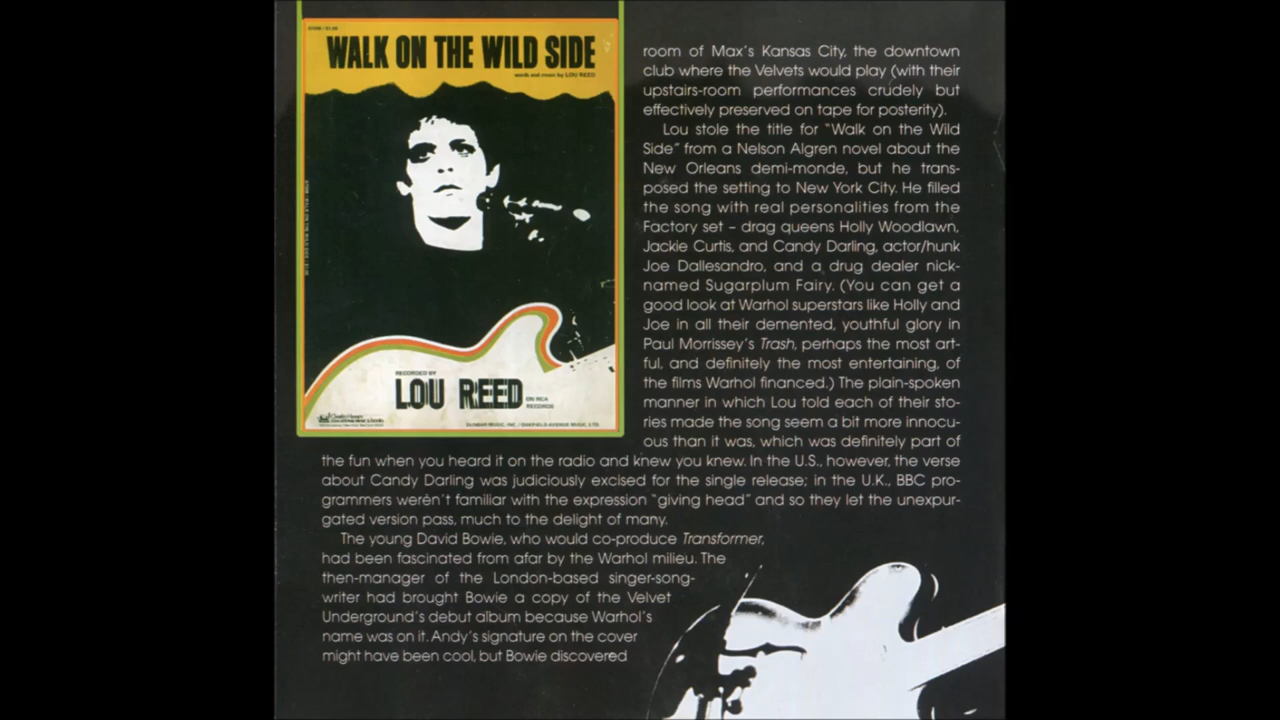 WALK ON THE WILD SIDE
words and music by LOU REED
RECORDED BY
LOU REED
ON RCA
RECORDS
DUNBAR MUSIC, INC. / OAKFIELD AVENUE MUSIC, LTD.
room of Max's Kansas City, the downtown
club where the Velvets would play (with their
upstairs-room performances crudely but
effectively preserved on tape for posterity).
Lou stole the title for “Walk on the Wild
Side” from a Nelson Algren novel about the
New Orleans demi-monde, but he trans-
posed the setting to New York City. He filled
the song with real personalities from the
Factory set – drag queens Holly Woodlawn,
Jackie Curtis, and Candy Darling, actor/hunk
Joe Dallesandro, and a drug dealer nick-
named Sugarplum Fairy. (You can get a
good look at Warhol superstars like Holly and
Joe in all their demented, youthful glory in
Paul Morrissey's Trash, perhaps the most art-
ful, and definitely the most entertaining, of
the films Warhol financed.) The plain-spoken
manner in which Lou told each of their sto-
ries made the song seem a bit more innocu-
ous than it was, which was definitely part of
the fun when you heard it on the radio and knew you knew. In the U.S., however, the verse
about Candy Darling was judiciously excised for the single release; in the U.K., BBC pro-
grammers weren't familiar with the expression “giving head” and so they let the unexpur-
gated version pass, much to the delight of many.
The young David Bowie, who would co-produce Transformer,
had been fascinated from afar by the Warhol milieu. The
then-manager of the London-based singer-song-
writer had brought Bowie a copy of the Velvet
Underground's debut album because Warhol's
name was on it. Andy's signature on the cover
might have been cool, but Bowie discovered